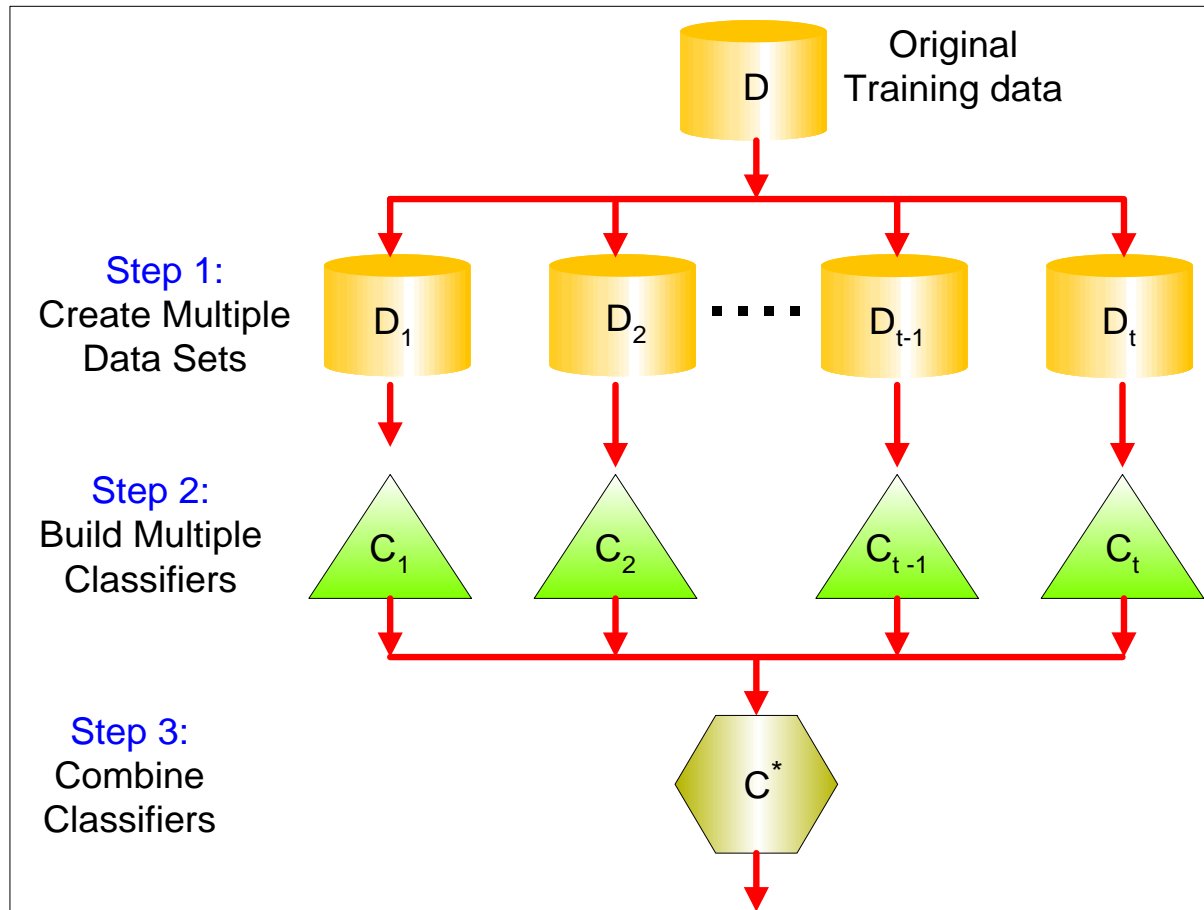 Original
Training data
D
Step 1:
Create Multiple
Data Sets
D₁
D₂
Dₜ₋₁
Dₜ
Step 2:
Build Multiple
Classifiers
C₁
C₂
Cₜ ₋₁
Cₜ
Step 3:
Combine
Classifiers
C*